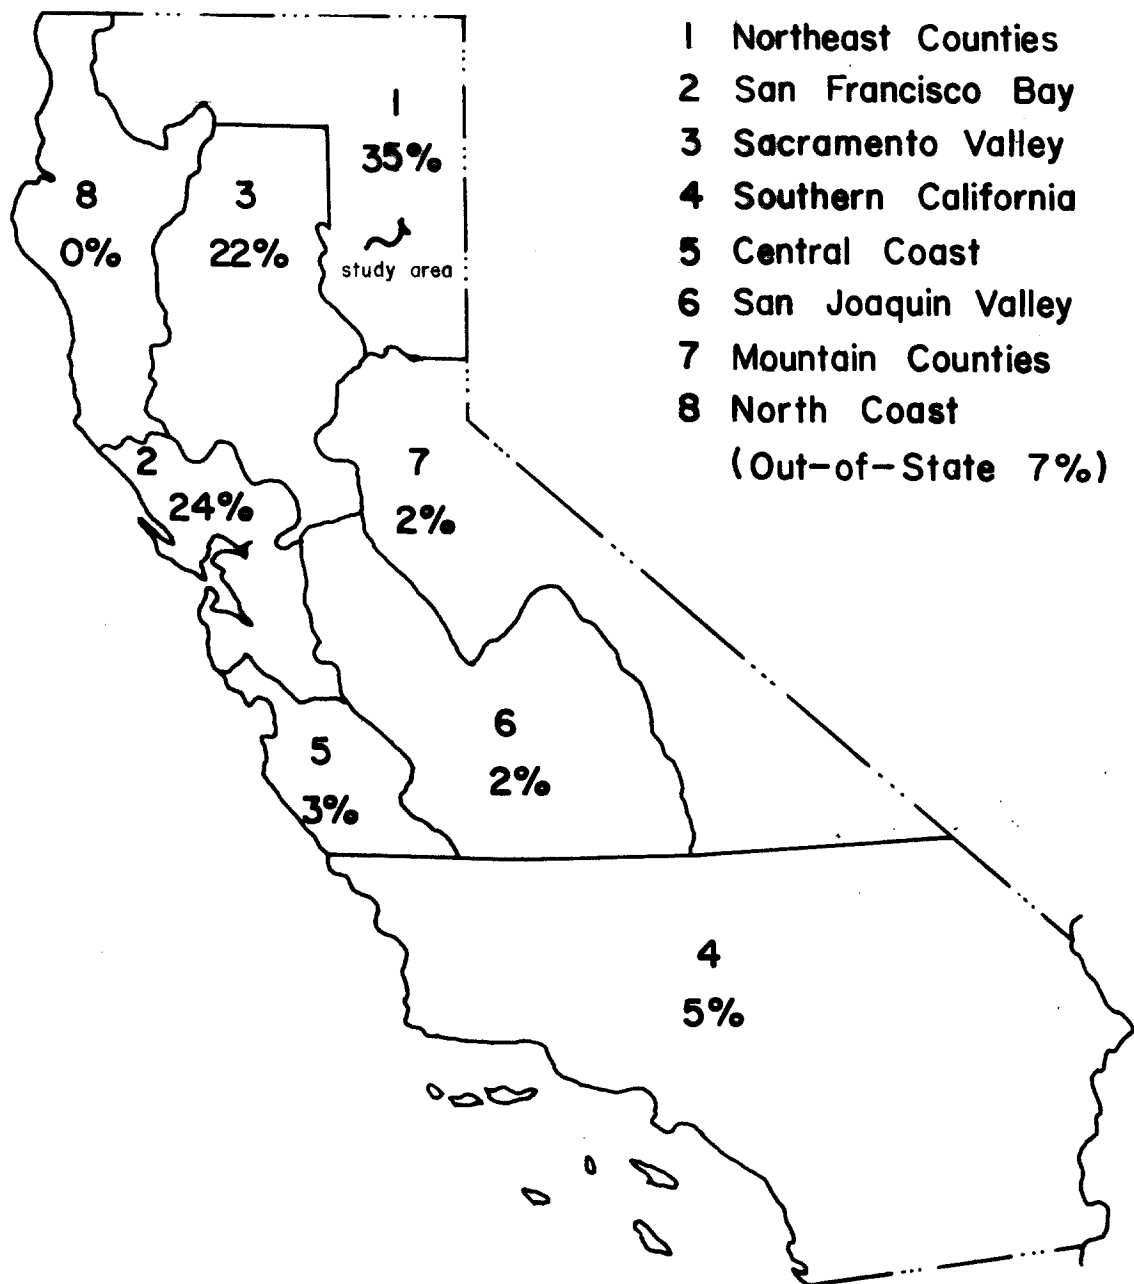 1 Northeast Counties
2 San Francisco Bay
3 Sacramento Valley
4 Southern California
5 Central Coast
6 San Joaquin Valley
7 Mountain Counties
8 North Coast
(Out-of-State 7%)
1
35%
study area
8
0%
3
22%
2
24%
7
2%
6
2%
5
3%
4
5%